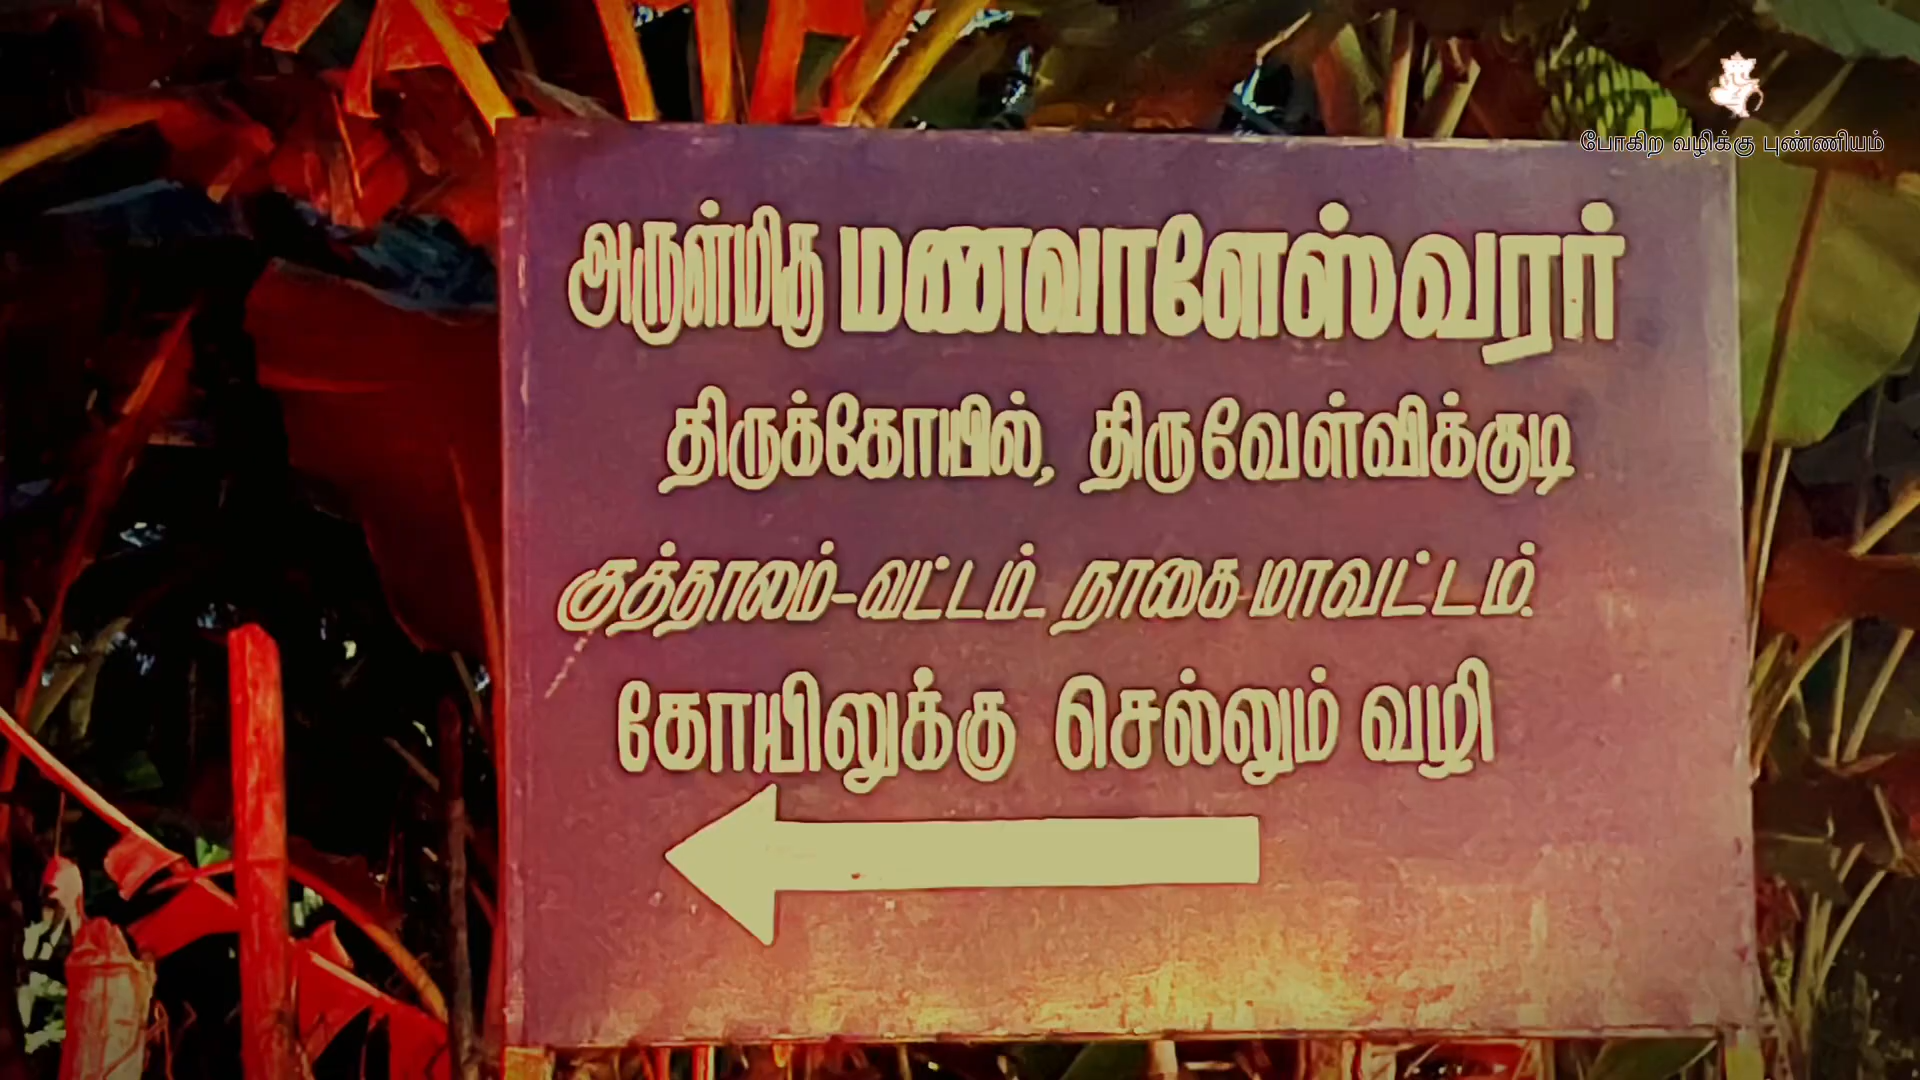 போகிற வழிக்கு புண்ணியம்
அருள்மிகு மணவாளேஸ்வரர்
திருக்கோயில், திருவேள்விக்குடி
குத்தாலம்-வட்டம்- நாகை மாவட்டம்.
கோயிலுக்கு செல்லும் வழி